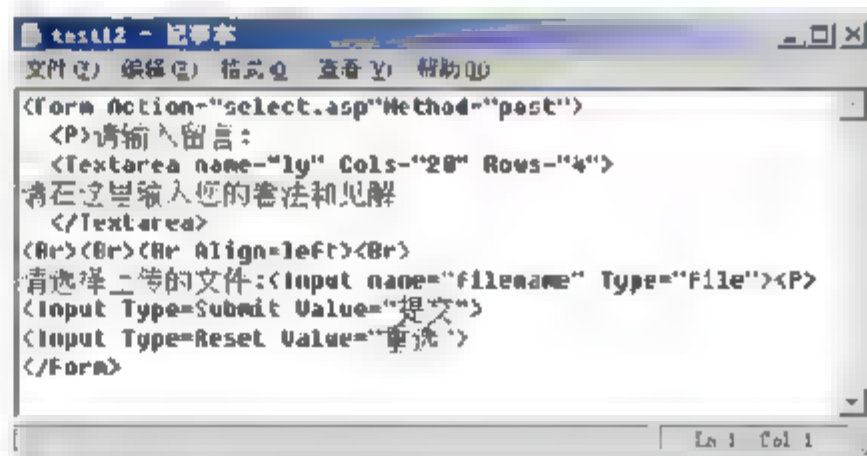 test12 - 记事本
文件(F) 编辑(E) 格式(O) 查看(V) 帮助(H)
<Form Action="select.asp"Method="post">
<P>请输入留言:
<Textarea name="ly" Cols="20" Rows="4">
请在这里输入您的看法和见解
</Textarea>
<Br><Br><Hr Align=left><Br>
请选择上传的文件:<Input name="filename" Type="File"><P>
<Input Type=Submit Value="提交">
<Input Type=Reset Value="重选">
</Form>
Ln 1 Col 1